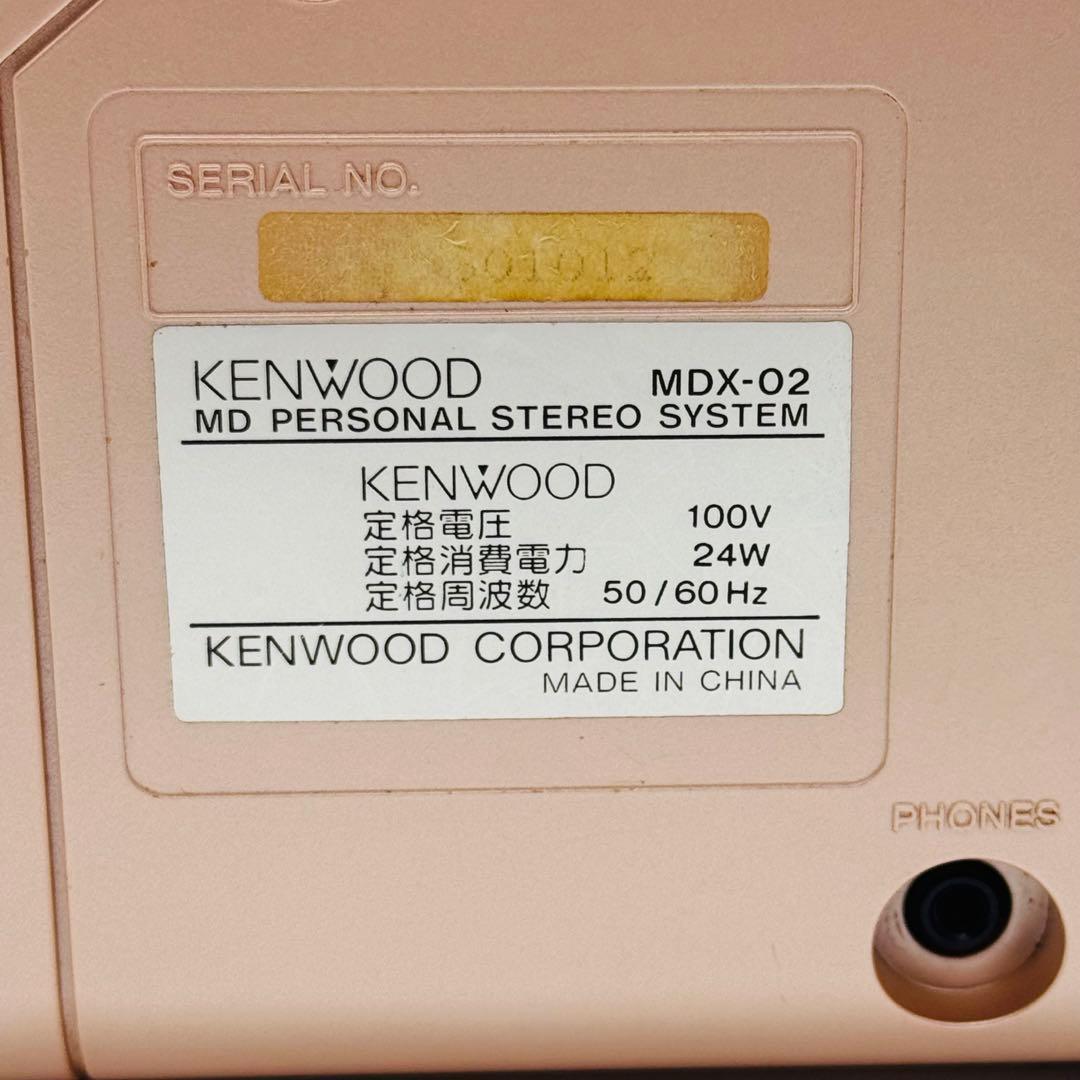 SERIAL NO.
KENWOOD MDX-02
MD PERSONAL STEREO SYSTEM
KENWOOD
定格電圧 100V
定格消費電力 24W
定格周波数 50/60Hz
KENWOOD CORPORATION
MADE IN CHINA
PHONES